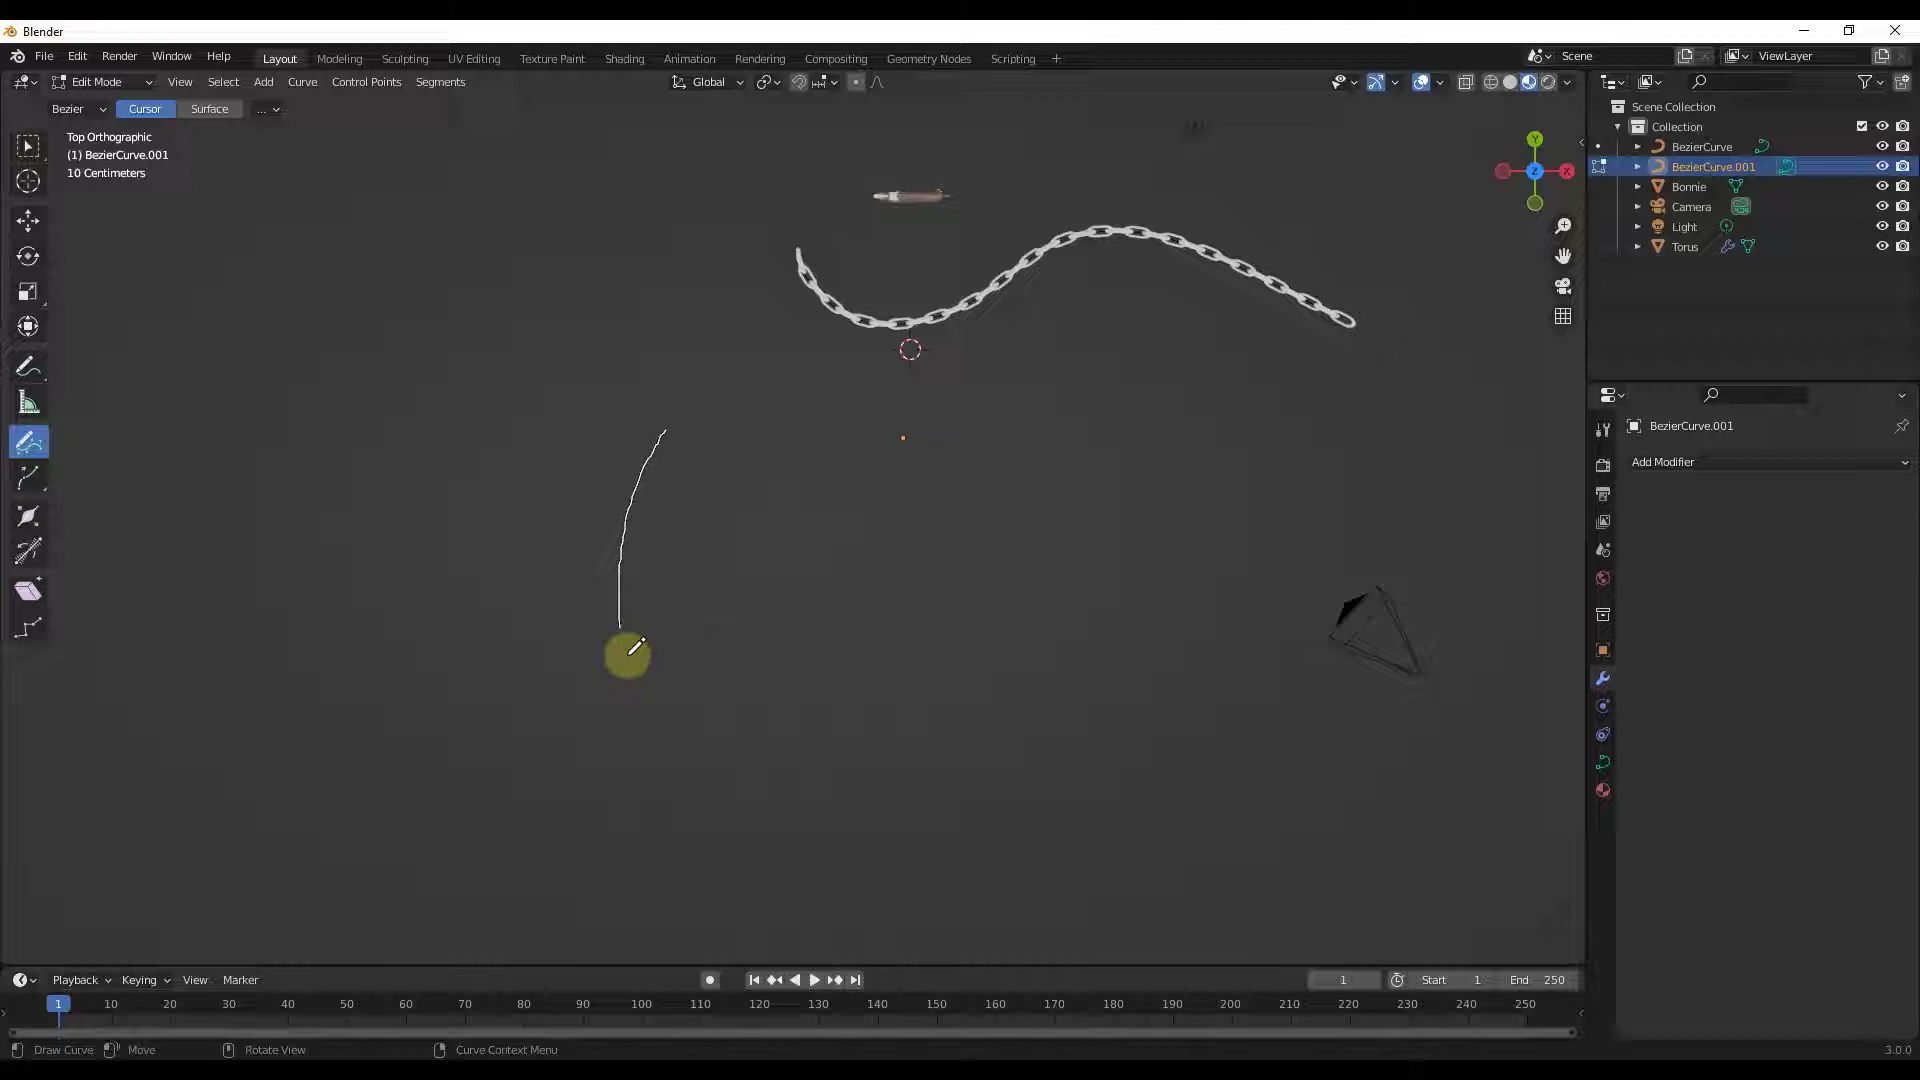 Blender
File Edit Render Window Help Layout Modeling Sculpting UV Editing Texture Paint Shading Animation Rendering Compositing Geometry Nodes Scripting + Scene ViewLayer
Edit Mode View Select Add Curve Control Points Segments Global
Bezier Cursor Surface ...
Top Orthographic
(1) BezierCurve.001
10 Centimeters
Y
X
Z
Scene Collection
Collection
BezierCurve
BezierCurve.001
Bonnie
Camera
Light
Torus
BezierCurve.001
Add Modifier
Playback Keying View Marker 1 Start 1 End 250
1 10 20 30 40 50 60 70 80 90 100 110 120 130 140 150 160 170 180 190 200 210 220 230 240 250
Draw Curve Move Rotate View Curve Context Menu 3.0.0